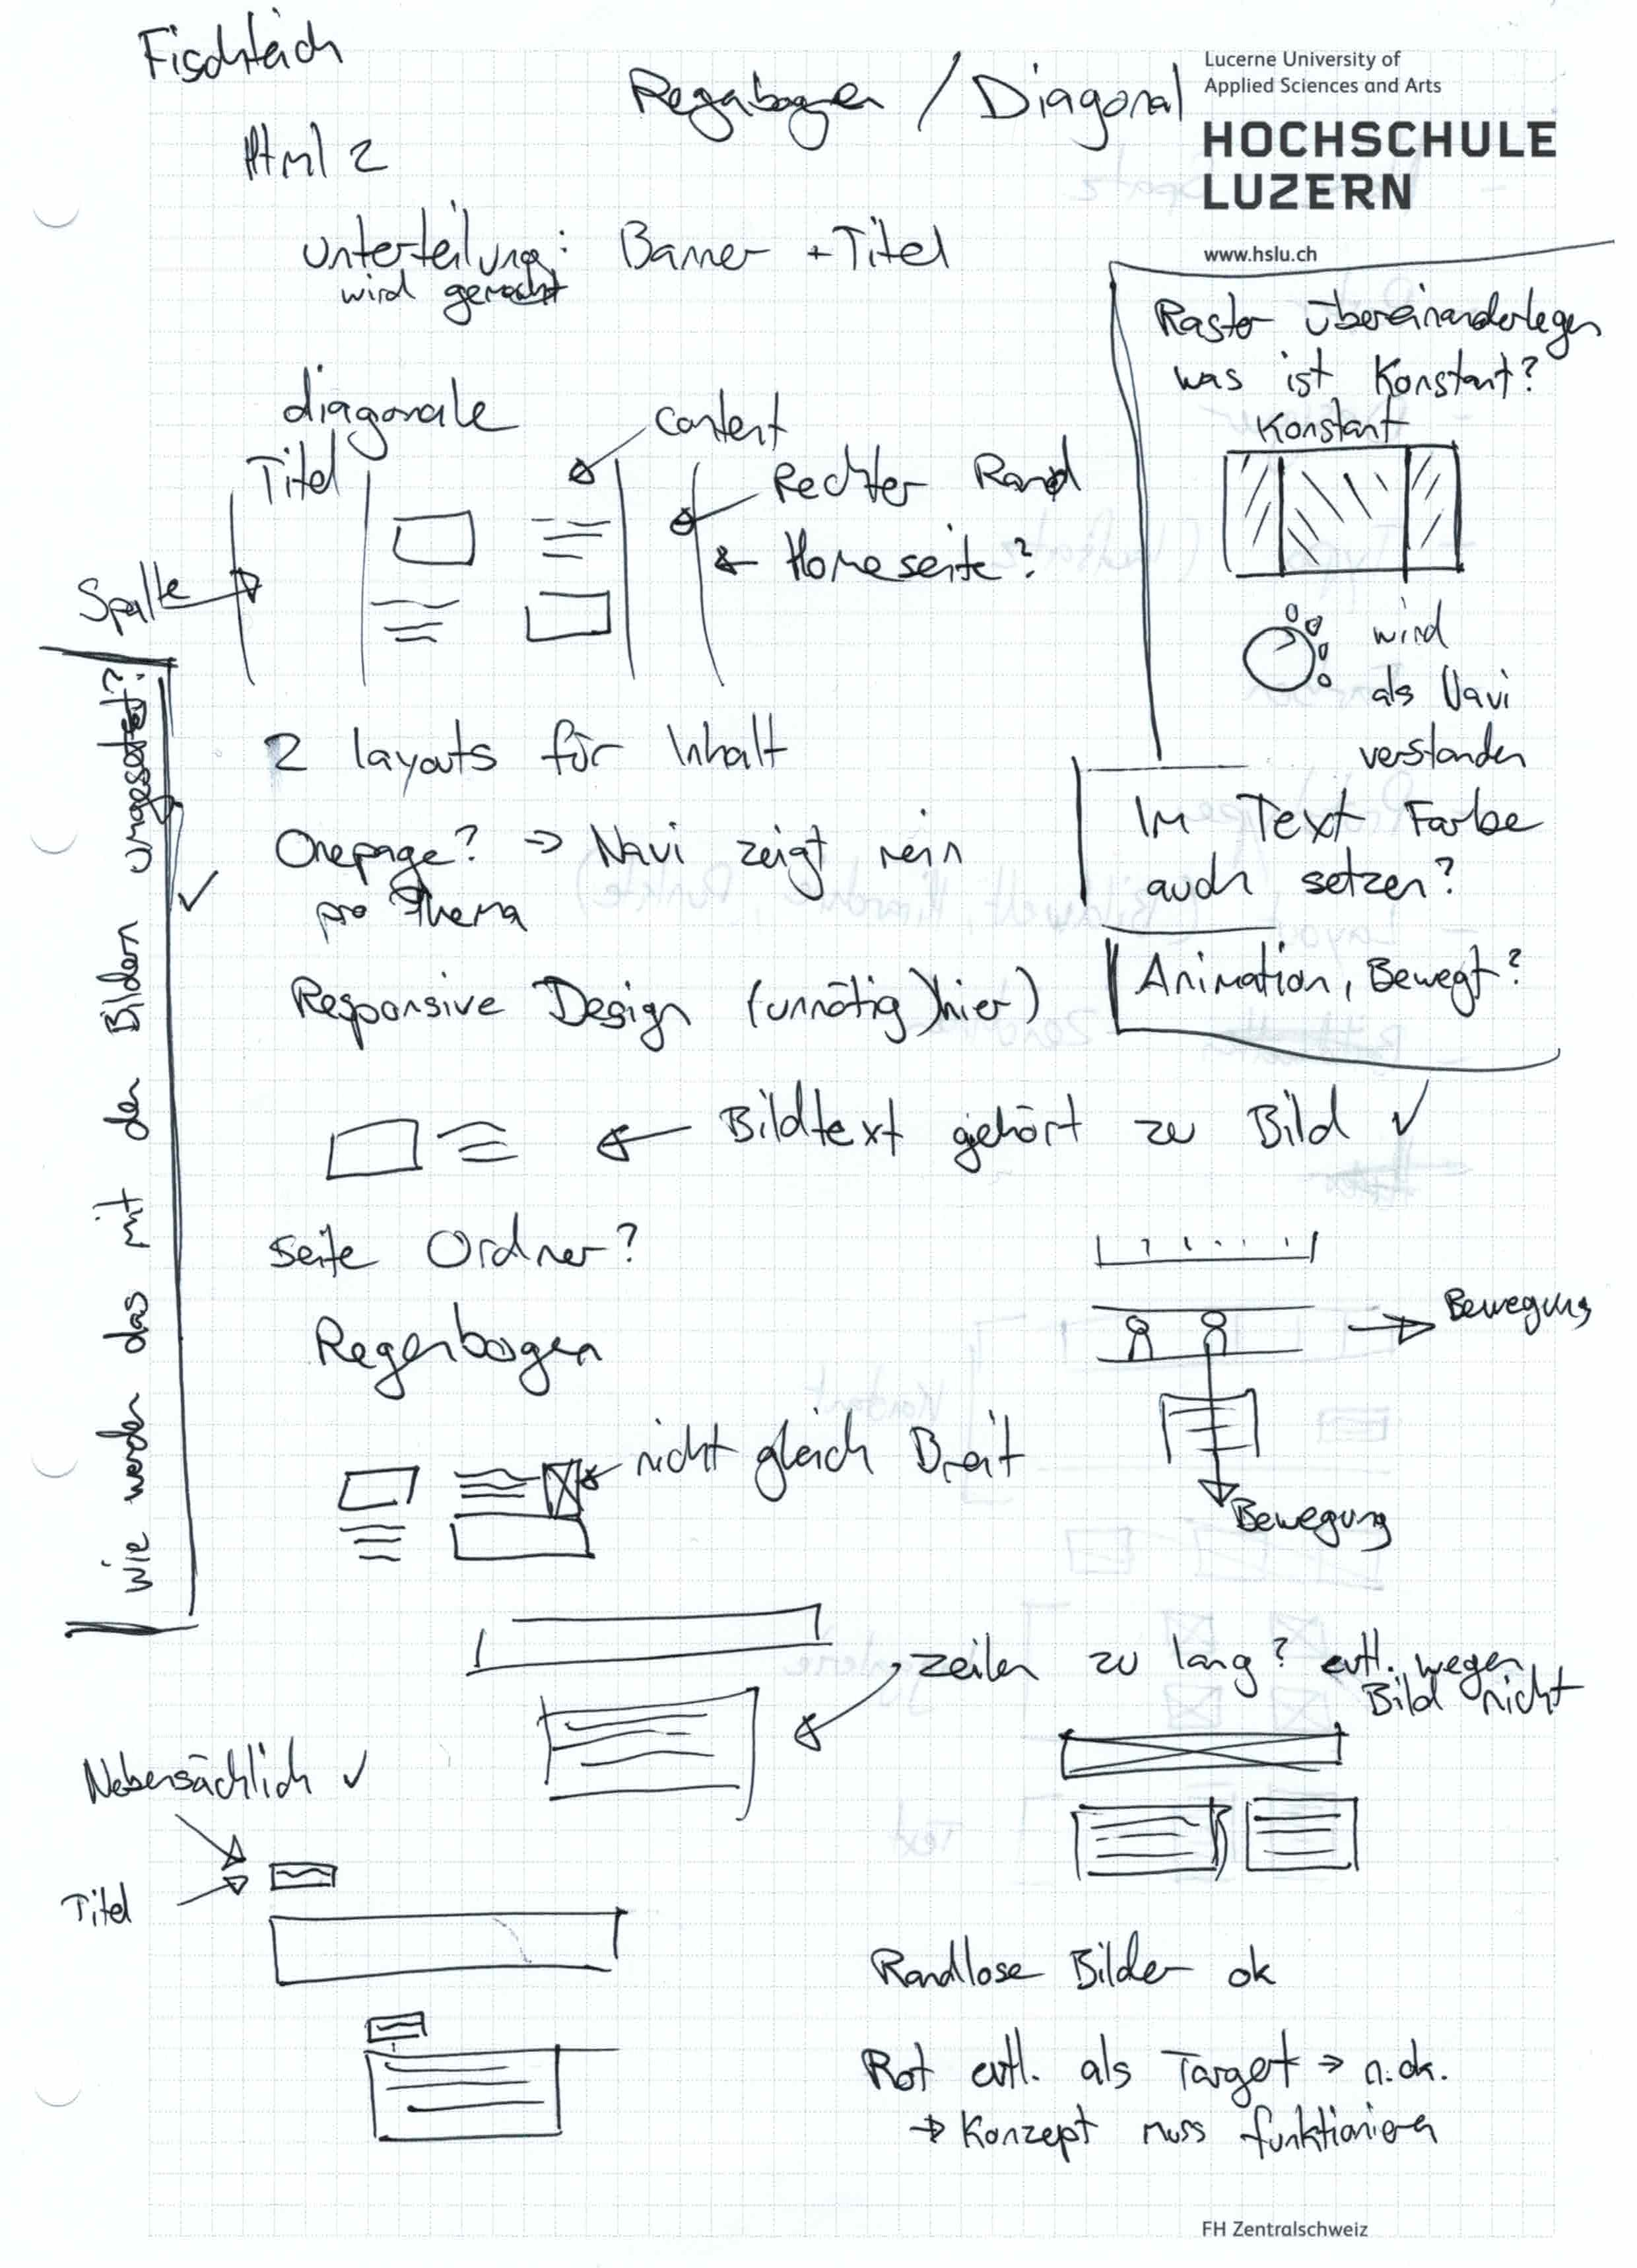 Fischteich
Regenbogen / Diagonal
Lucerne University of
Applied Sciences and Arts
HOCHSCHULE
LUZERN
www.hslu.ch
Html 2
unterteilung: Banner + Titel
wird gemacht
Raster übereinanderlegen
was ist Konstant?
Konstant
wird
als Navi
verstanden
Im Text Farbe
auch setzen?
Animation, Bewegt?
diagonale
Titel
content
Rechter Rand
Homeseite?
Spalte
wie werden das mit den Bildern umgesetzt?
2 layouts für Inhalt
Onepage? ⇒ Navi zeigt rein
pro Thema
Responsive Design (unnötig) hier)
Bildtext gehört zu Bild ✓
seite Ordner?
Regenbogen
Bewegung
Bewegung
nicht gleich Breit
zeilen zu lang? evtl. wegen
Bild nicht
Nebensächlich ✓
Titel
Randlose Bilder ok
Rot evtl. als Target ⇒ n.ok.
→ Konzept muss funktionieren
FH Zentralschweiz